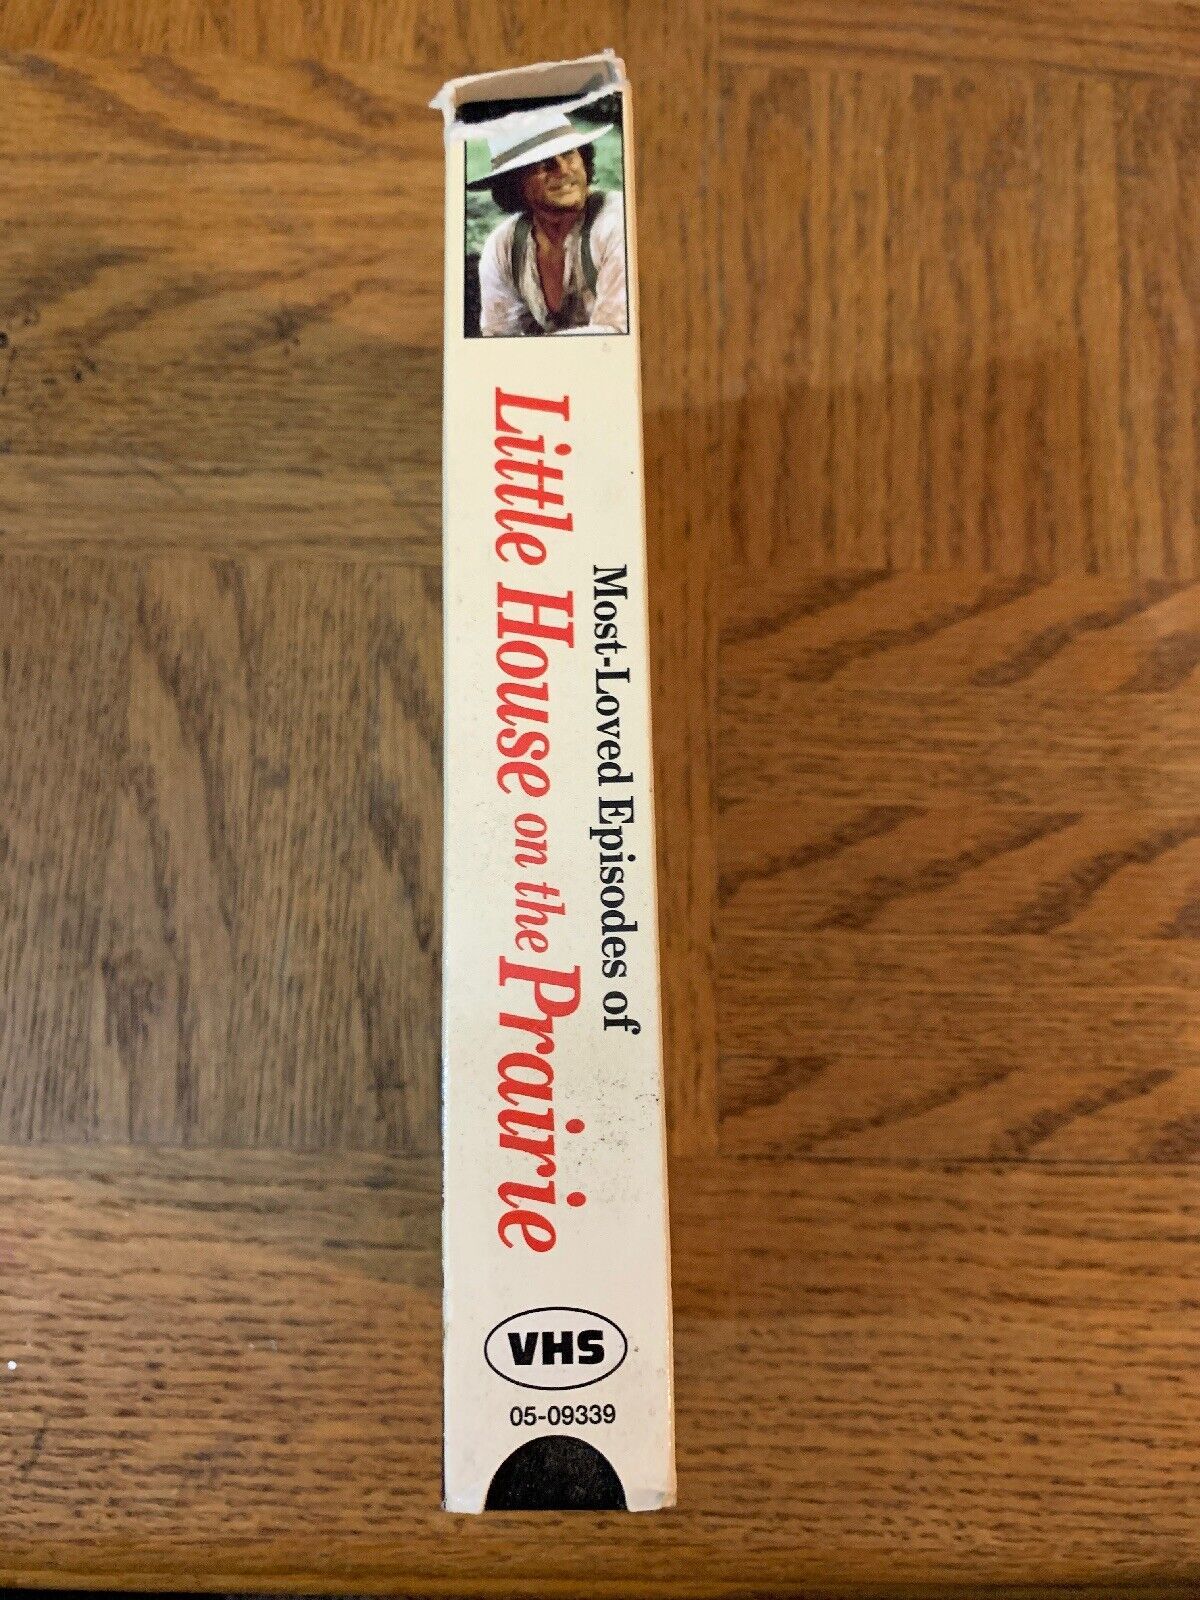 Most-Loved Episodes of
Little House on the Prairie
VHS
05-09339